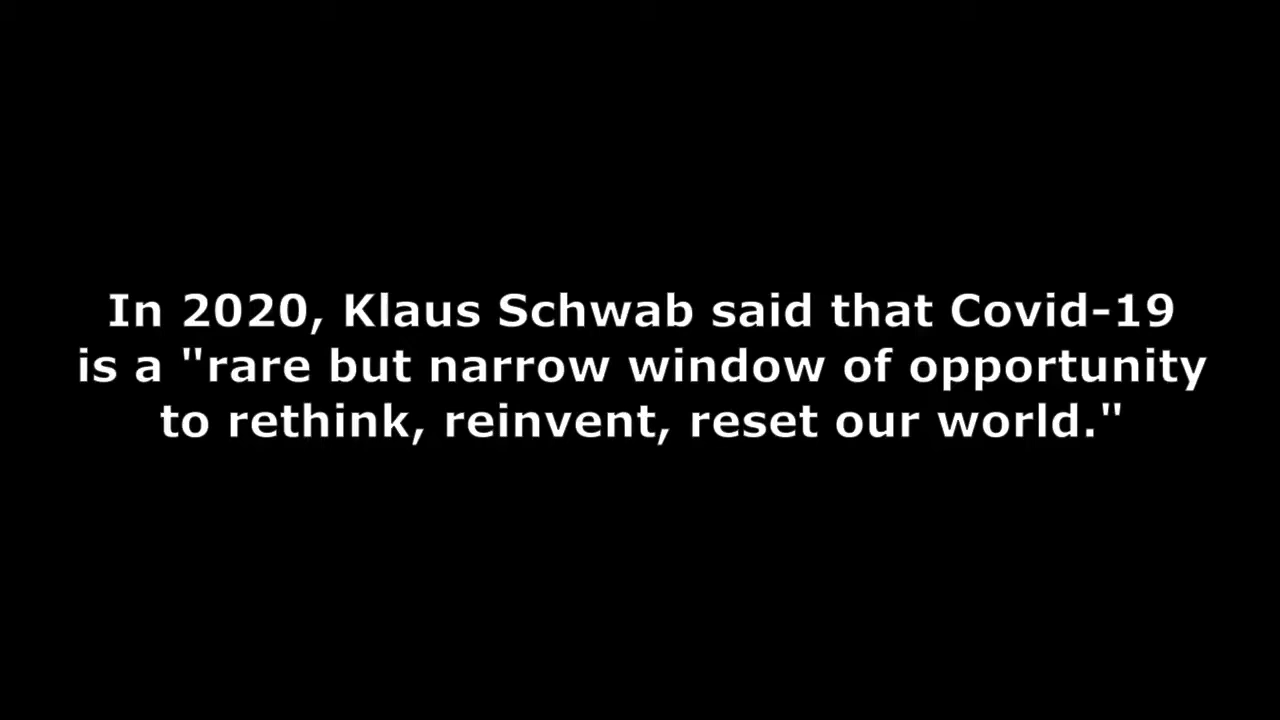 In 2020, Klaus Schwab said that Covid-19
is a "rare but narrow window of opportunity
to rethink, reinvent, reset our world."